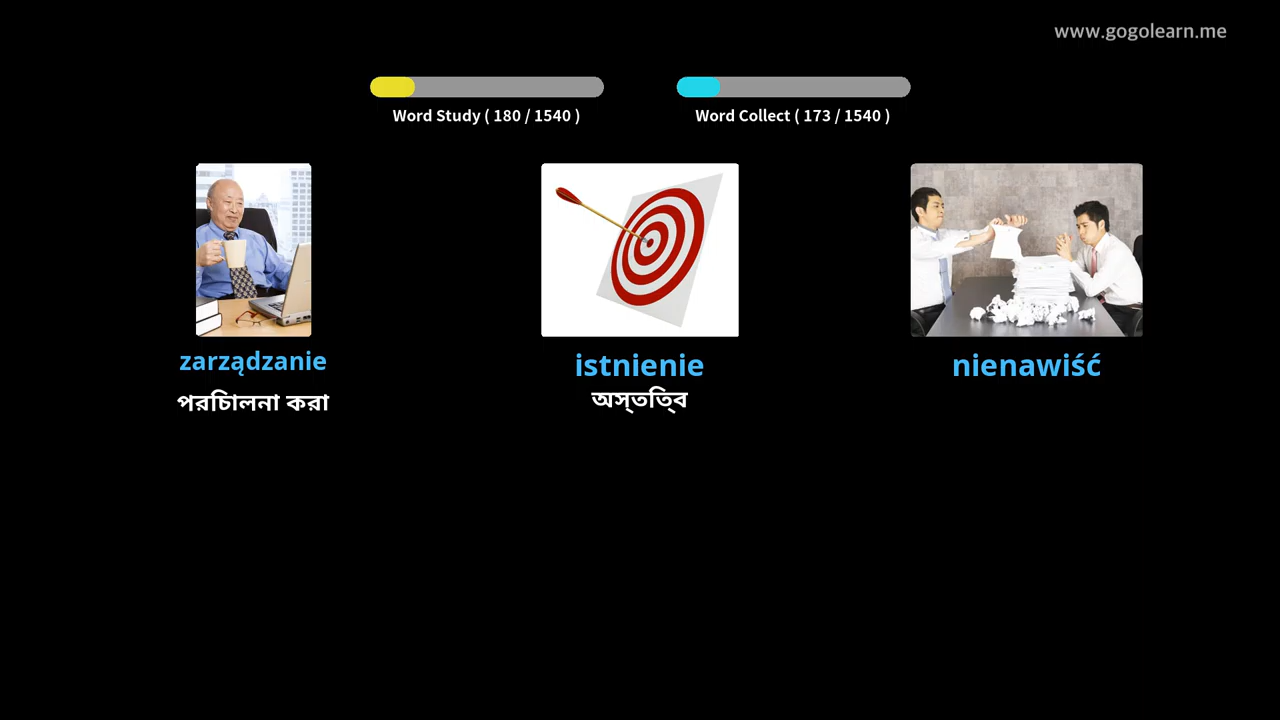 www.gogolearn.me
Word Study ( 180 / 1540 )
Word Collect ( 173 / 1540 )
zarządzanie
পরিচালনা করা
istnienie
অস্তিত্ব
nienawiść